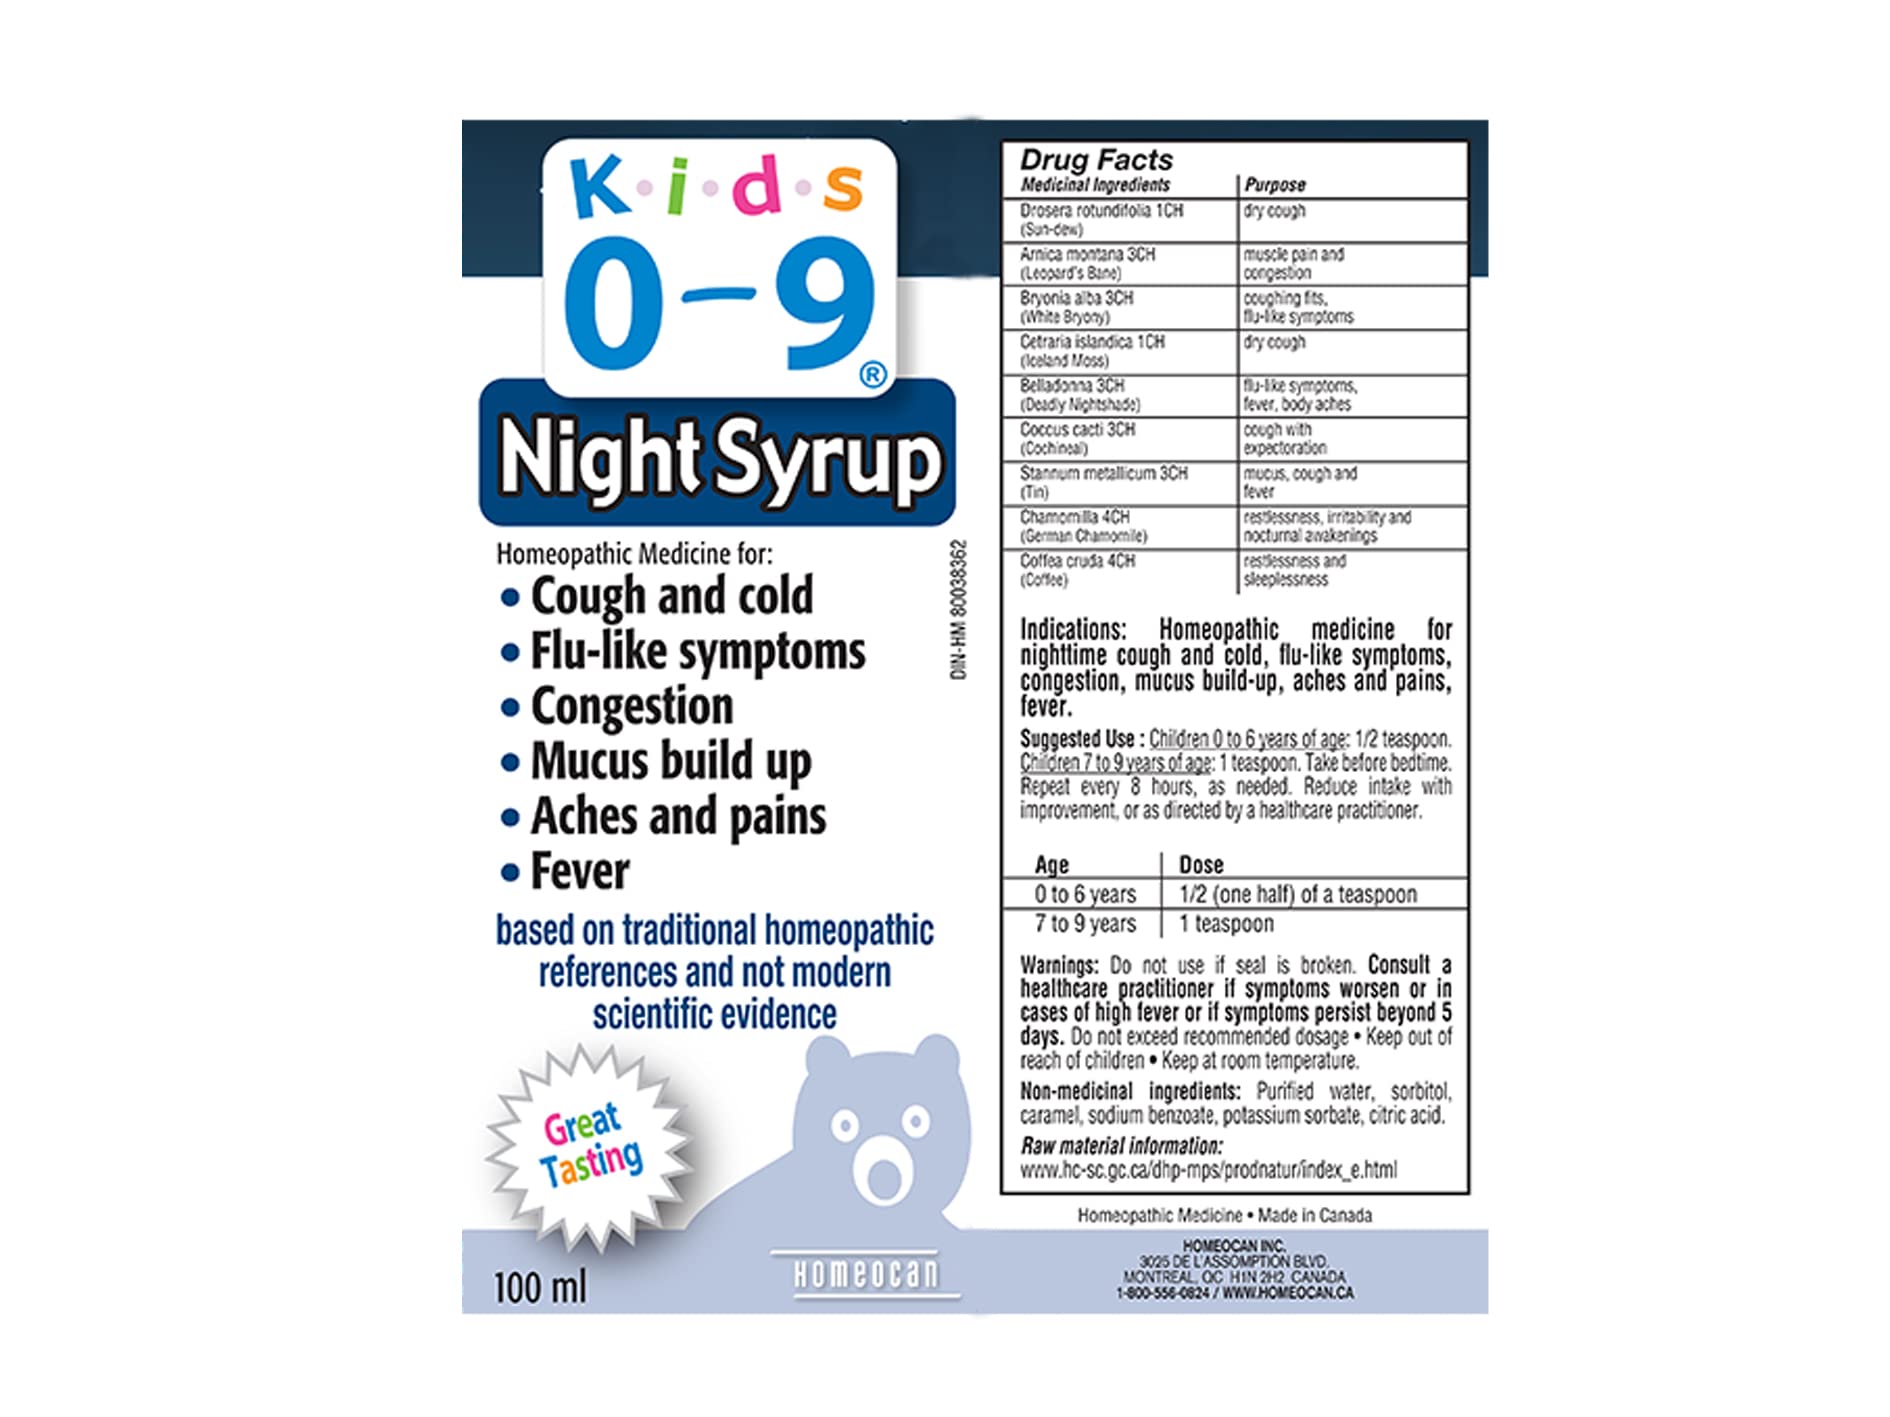 K·i·d·s
0–9®
Night Syrup
Homeopathic Medicine for:
• Cough and cold
• Flu-like symptoms
• Congestion
• Mucus build up
• Aches and pains
• Fever
DIN-HM 80038362
based on traditional homeopathic
references and not modern
scientific evidence
Great
Tasting
100 ml
HOMEOCAN
Drug Facts
Medicinal Ingredients Purpose
Drosera rotundifolia 1CH dry cough
(Sun-dew)
Arnica montana 3CH muscle pain and
(Leopard's Bane) congestion
Bryonia alba 3CH coughing fits,
(White Bryony) flu-like symptoms
Cetraria islandica 1CH dry cough
(Iceland Moss)
Belladonna 3CH flu-like symptoms,
(Deadly Nightshade) fever, body aches
Coccus cacti 3CH cough with
(Cochineal) expectoration
Stannum metallicum 3CH mucus, cough and
(Tin) fever
Chamomilla 4CH restlessness, irritability and
(German Chamomile) nocturnal awakenings
Coffea cruda 4CH restlessness and
(Coffee) sleeplessness
Indications: Homeopathic medicine for
nighttime cough and cold, flu-like symptoms,
congestion, mucus build-up, aches and pains,
fever.
Suggested Use : Children 0 to 6 years of age: 1/2 teaspoon.
Children 7 to 9 years of age: 1 teaspoon. Take before bedtime.
Repeat every 8 hours, as needed. Reduce intake with
improvement, or as directed by a healthcare practitioner.
Age Dose
0 to 6 years 1/2 (one half) of a teaspoon
7 to 9 years 1 teaspoon
Warnings: Do not use if seal is broken. Consult a
healthcare practitioner if symptoms worsen or in
cases of high fever or if symptoms persist beyond 5
days. Do not exceed recommended dosage • Keep out of
reach of children • Keep at room temperature.
Non-medicinal ingredients: Purified water, sorbitol,
caramel, sodium benzoate, potassium sorbate, citric acid.
Raw material information:
www.hc-sc.gc.ca/dhp-mps/prodnatur/index_e.html
Homeopathic Medicine • Made in Canada
HOMEOCAN INC.
3025 DE L'ASSOMPTION BLVD.
MONTREAL, QC H1N 2H2 CANADA
1-800-556-0824 / WWW.HOMEOCAN.CA